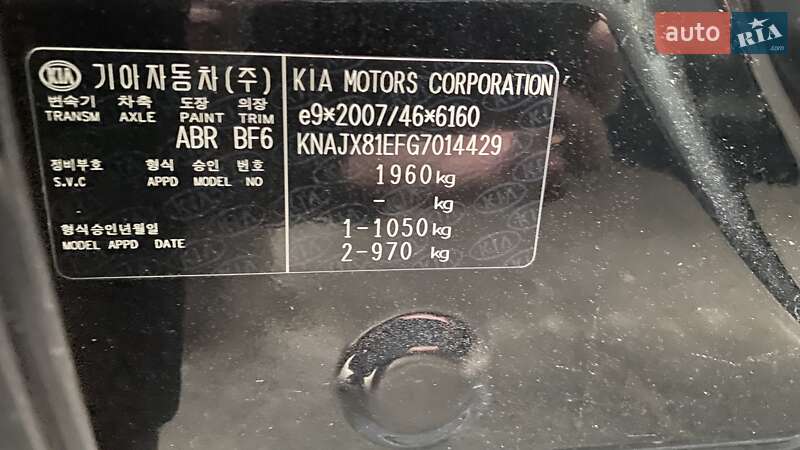 auto RIA .com
KIA 기아자동차(주)
변속기 차축 도장 의장
TRANSM AXLE PAINT TRIM
ABR BF6
정비부호 형식 승인 번호
S.V.C APPD MODEL NO
-
형식승인년월일
MODEL APPD DATE
KIA MOTORS CORPORATION
e9*2007/46*6160
KNAJX81EFG7014429
1960kg
- kg
1-1050kg
2-970 kg